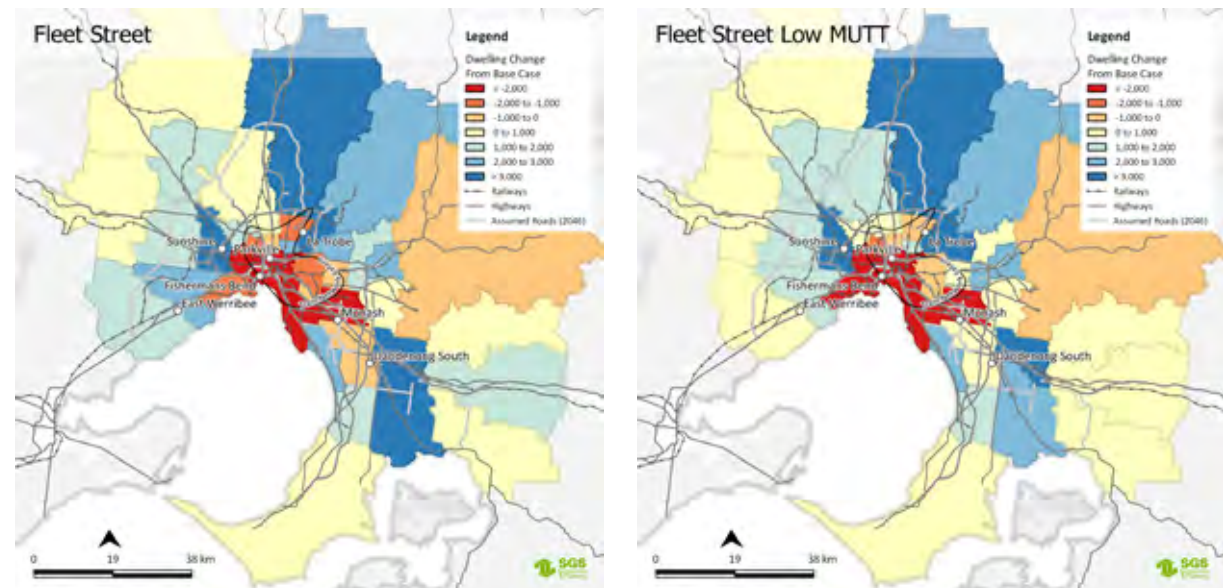 Fleet Street
Legend
Dwelling Change
From Base Case
< -2,000
-2,000 to -1,000
-1,000 to 0
0 to 1,000
1,000 to 2,000
2,000 to 3,000
> 3,000
Railways
Highways
Assumed Roads (2046)
Sunshine
Parkville
La Trobe
Fishermans Bend
East Werribee
Monash
Dandenong South
0 19 38 km
SGS
Fleet Street Low MUTT
Legend
Dwelling Change
From Base Case
< -2,000
-2,000 to -1,000
-1,000 to 0
0 to 1,000
1,000 to 2,000
2,000 to 3,000
> 3,000
Railways
Highways
Assumed Roads (2046)
Sunshine
Parkville
La Trobe
Fishermans Bend
East Werribee
Monash
Dandenong South
0 19 38 km
SGS